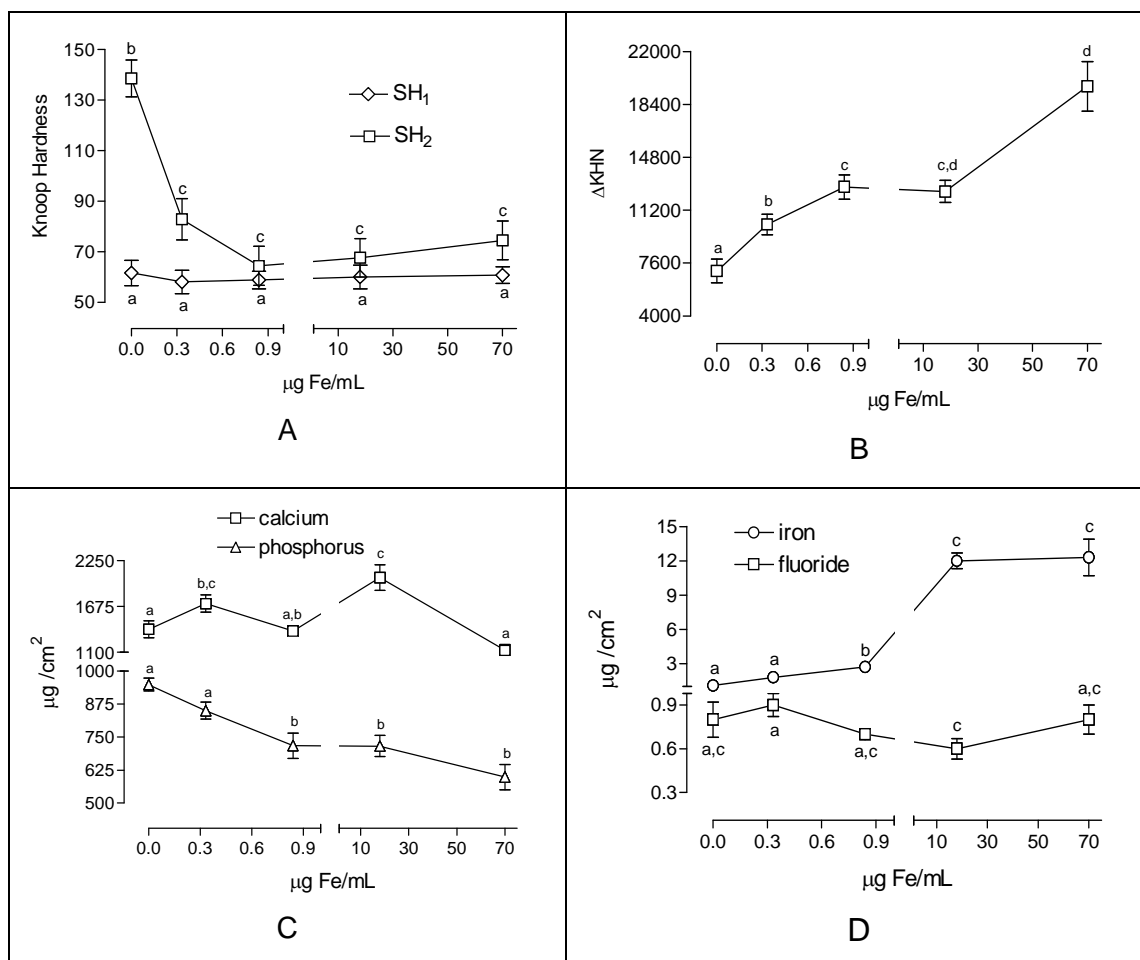 150
130
110
90
70
50
Knoop Hardness
SH1
SH2
b
c
c
c
c
a
a
a
a
a
0.0 0.3 0.6 0.9 10 30 50 70
μg Fe/mL
A
22000
18400
14800
11200
7600
4000
ΔKHN
a
b
c
c,d
d
0.0 0.3 0.6 0.9 10 30 50 70
μg Fe/mL
B
calcium
phosphorus
2250
1675
1100
1000
875
750
625
500
μg /cm2
a
b,c
a,b
c
a
a
a
b
b
b
0.0 0.3 0.6 0.9 10 30 50 70
μg Fe/mL
C
iron
fluoride
15
12
9
6
3
0.9
0.6
0.3
μg /cm2
a
a
b
c
c
a,c
a
a,c
c
a,c
0.0 0.3 0.6 0.9 10 30 50 70
μg Fe/mL
D